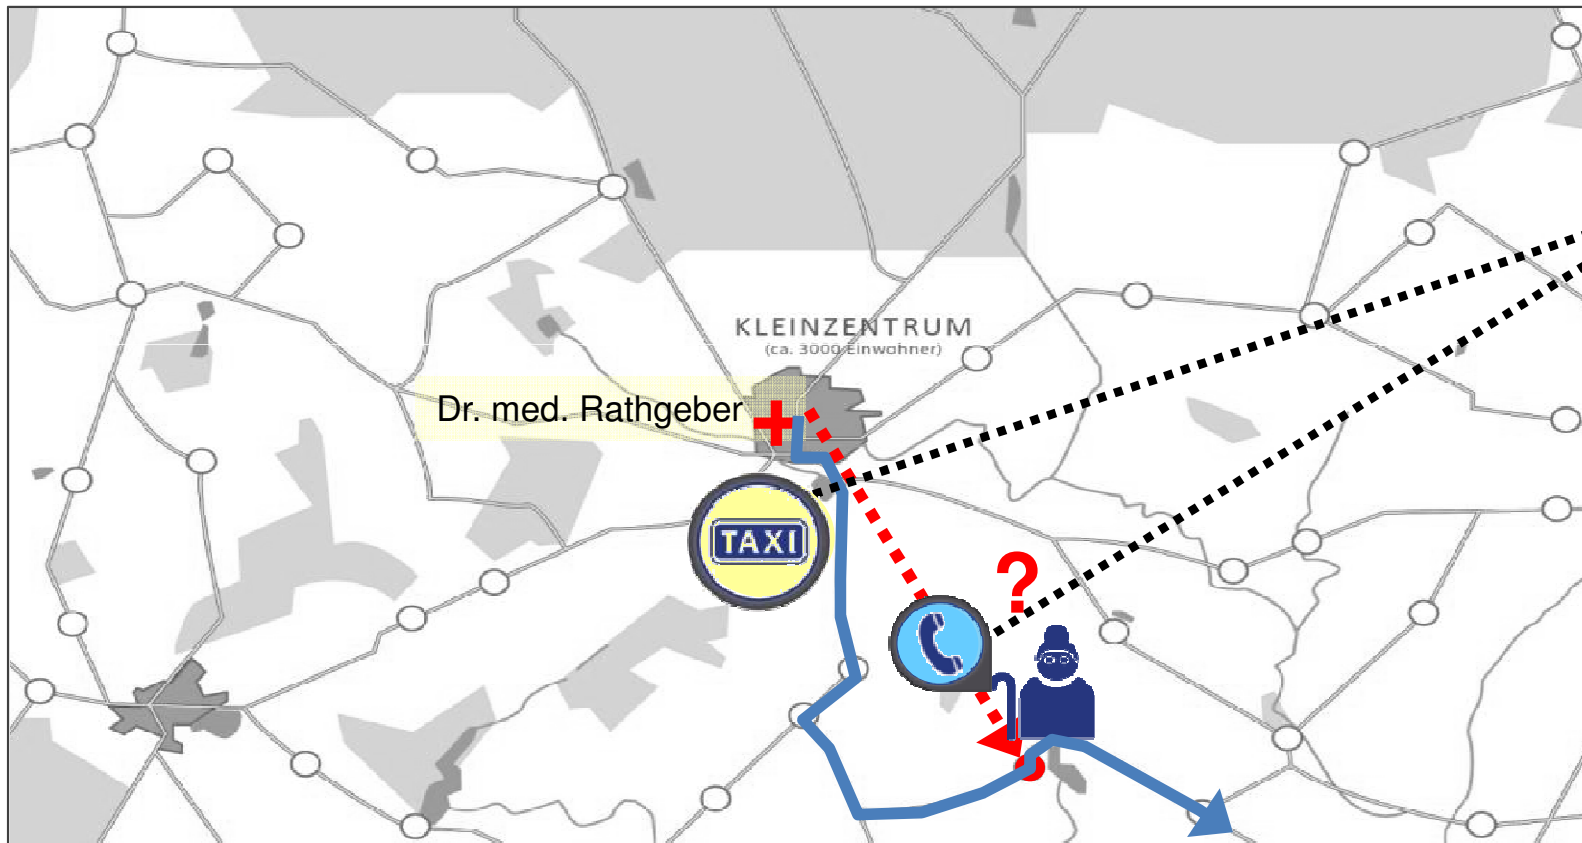 KLEINZENTRUM
(ca. 3000 Einwohner)
Dr. med. Rathgeber
TAXI
?